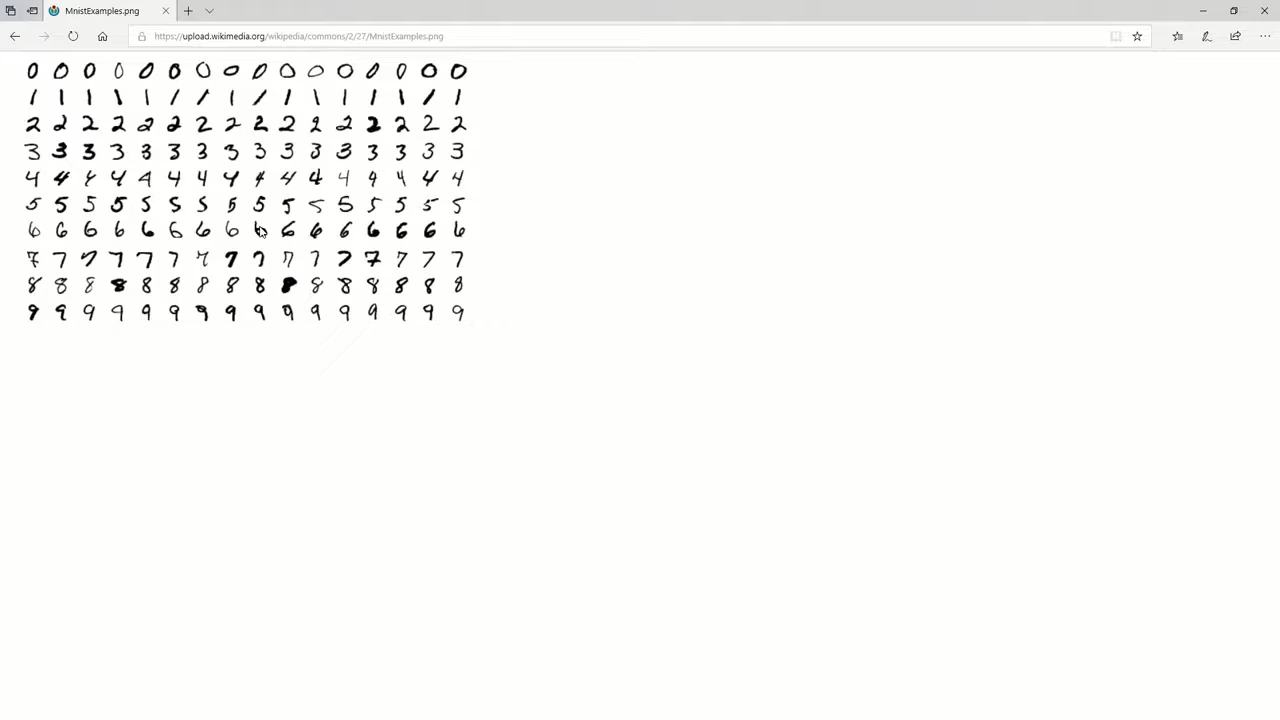 MnistExamples.png
https://upload.wikimedia.org/wikipedia/commons/2/27/MnistExamples.png
0 0 0 0 0 0 0 0 0 0 0 0 0 0 0 0
1 1 1 1 1 1 1 1 1 1 1 1 1 1 1 1
2 2 2 2 2 2 2 2 2 2 2 2 2 2 2 2
3 3 3 3 3 3 3 3 3 3 3 3 3 3 3 3
4 4 4 4 4 4 4 4 4 4 4 4 4 4 4 4
5 5 5 5 5 5 5 5 5 5 5 5 5 5 5 5
6 6 6 6 6 6 6 6 6 6 6 6 6 6 6 6
7 7 7 7 7 7 7 7 7 7 7 7 7 7 7 7
8 8 8 8 8 8 8 8 8 8 8 8 8 8 8 8
9 9 9 9 9 9 9 9 9 9 9 9 9 9 9 9